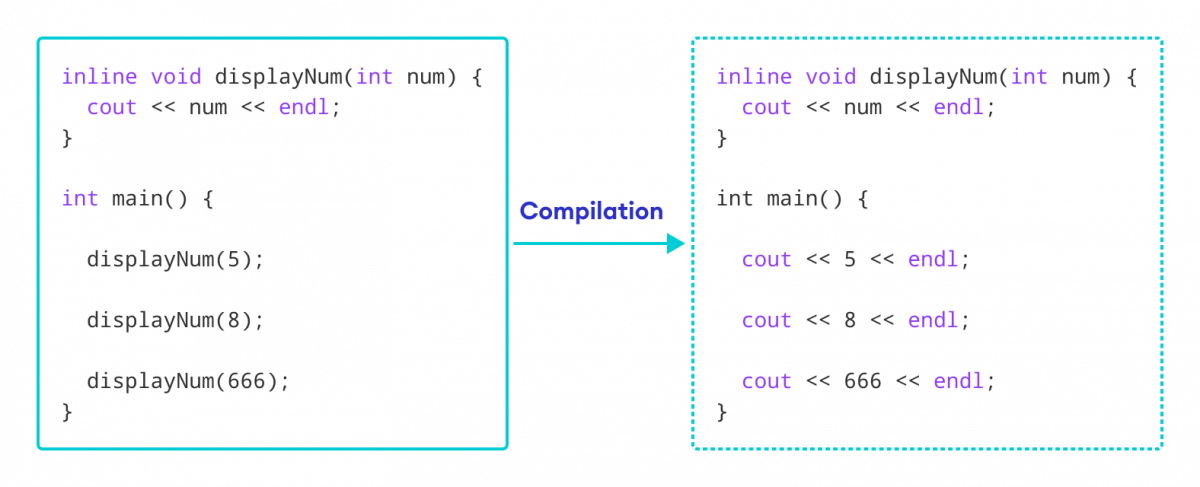 inline void displayNum(int num) {
  cout << num << endl;
}
int main() {
  displayNum(5);
  displayNum(8);
  displayNum(666);
}
Compilation
inline void displayNum(int num) {
  cout << num << endl;
}
int main() {
  cout << 5 << endl;
  cout << 8 << endl;
  cout << 666 << endl;
}